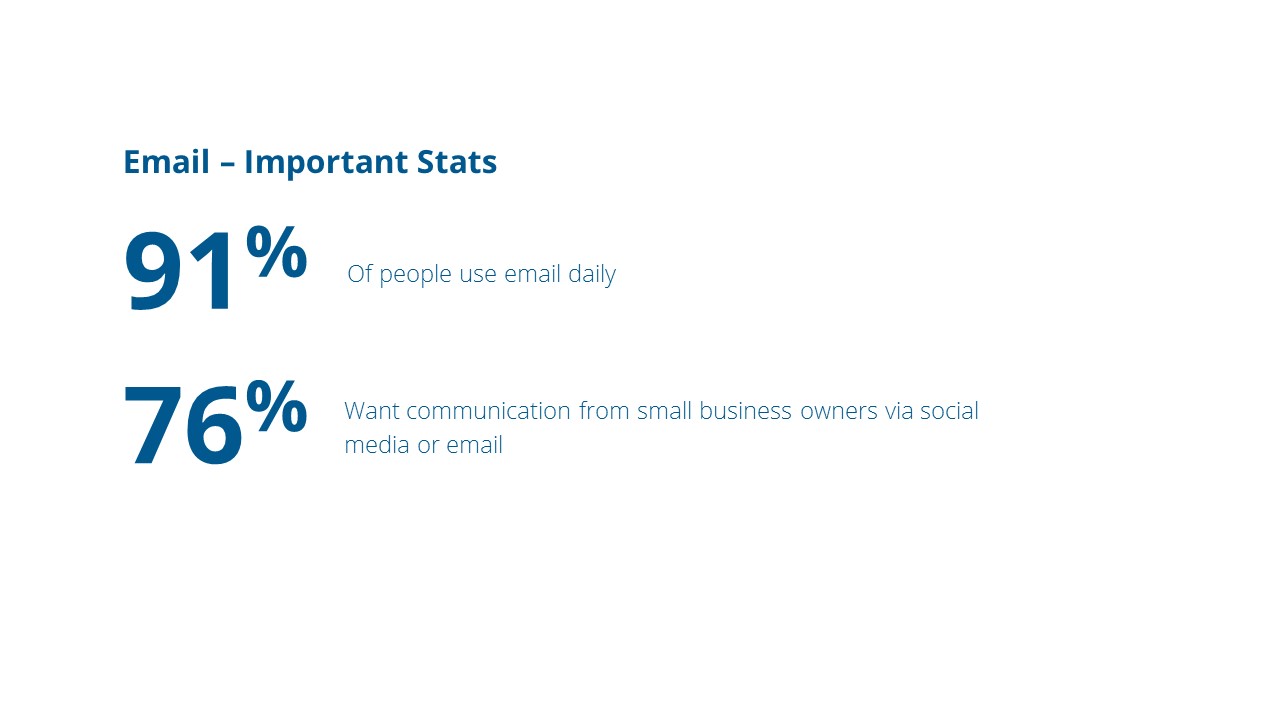 Email – Important Stats
91%
Of people use email daily
76%
Want communication from small business owners via social
media or email